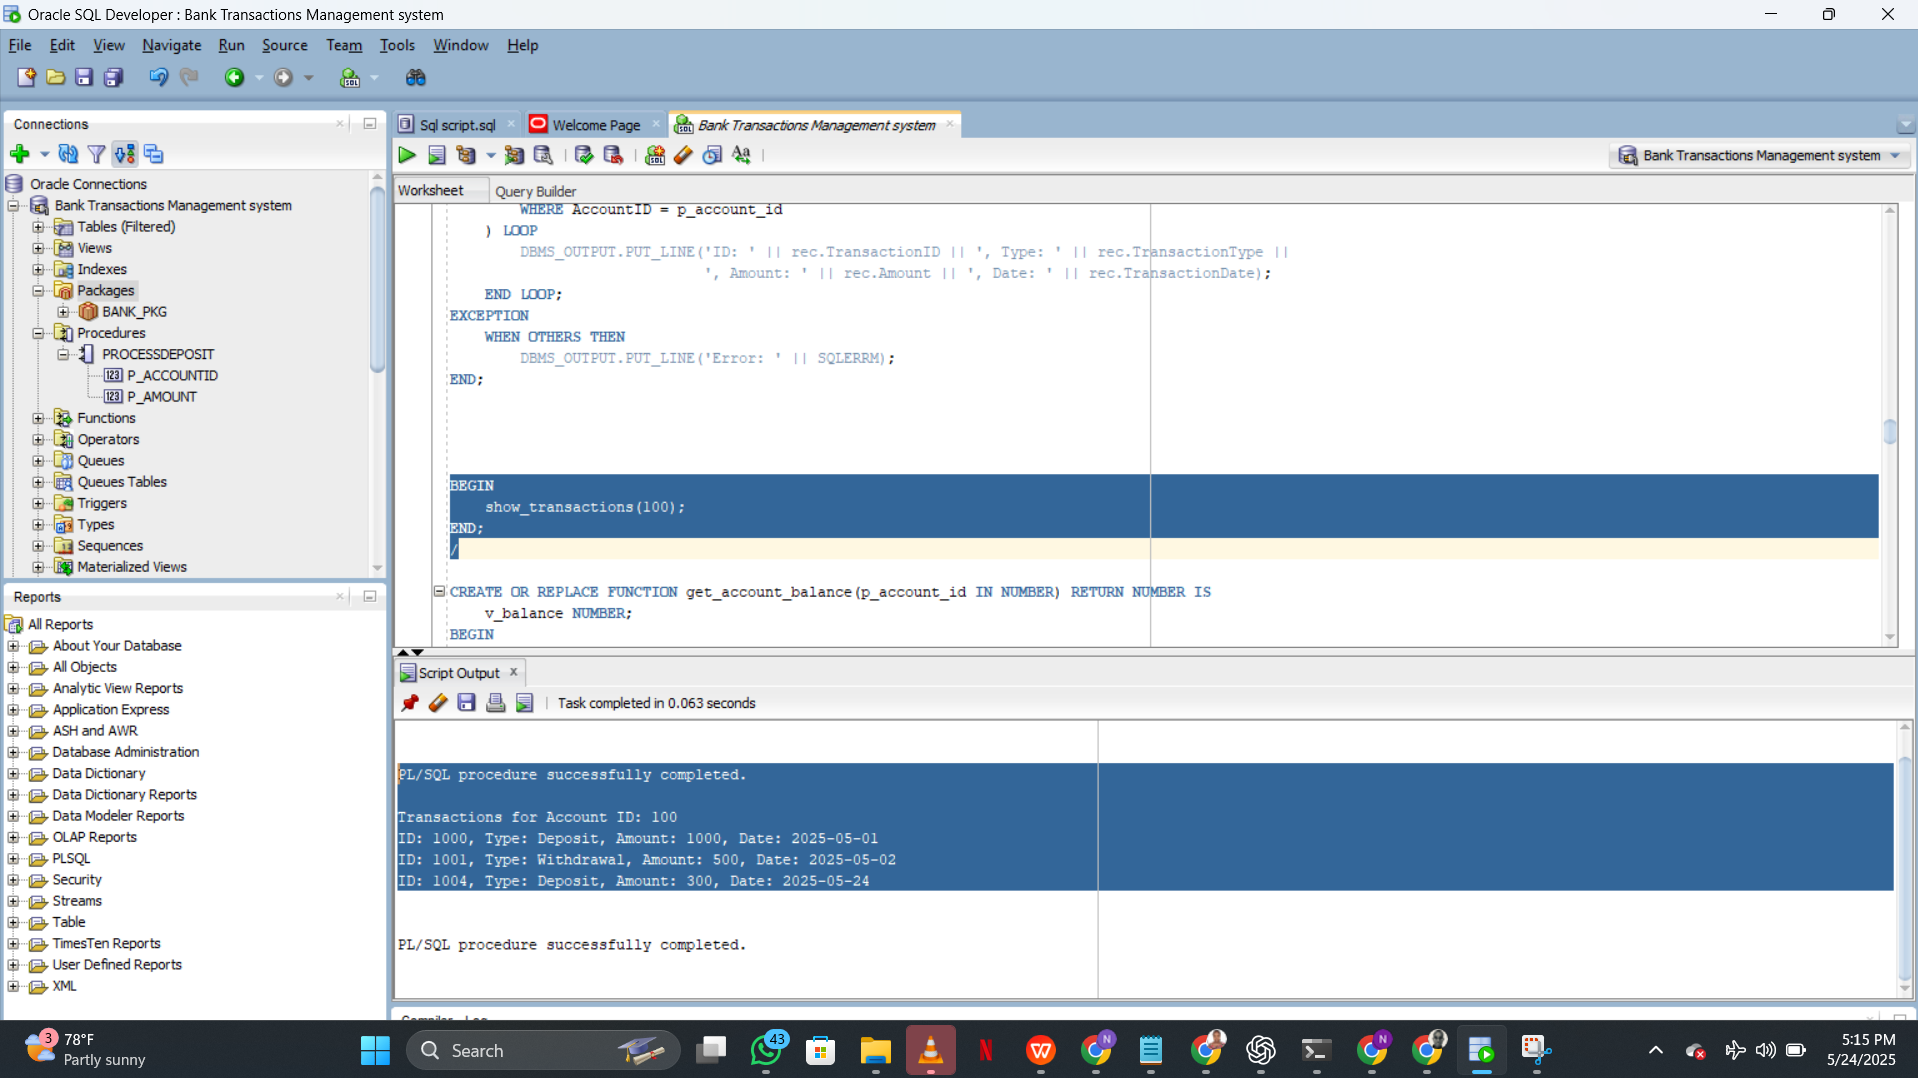 Oracle SQL Developer : Bank Transactions Management system
File Edit View Navigate Run Source Team Tools Window Help
Connections
Oracle Connections
Bank Transactions Management system
Tables (Filtered)
Views
Indexes
Packages
BANK_PKG
Procedures
PROCESSDEPOSIT
P_ACCOUNTID
P_AMOUNT
Functions
Operators
Queues
Queues Tables
Triggers
Types
Sequences
Materialized Views
Reports
All Reports
About Your Database
All Objects
Analytic View Reports
Application Express
ASH and AWR
Database Administration
Data Dictionary
Data Dictionary Reports
Data Modeler Reports
OLAP Reports
PLSQL
Security
Streams
Table
TimesTen Reports
User Defined Reports
XML
Sql script.sql Welcome Page Bank Transactions Management system
Bank Transactions Management system
Worksheet Query Builder
WHERE AccountID = p_account_id
) LOOP
DBMS_OUTPUT.PUT_LINE('ID: ' || rec.TransactionID || ', Type: ' || rec.TransactionType ||
', Amount: ' || rec.Amount || ', Date: ' || rec.TransactionDate);
END LOOP;
EXCEPTION
WHEN OTHERS THEN
DBMS_OUTPUT.PUT_LINE('Error: ' || SQLERRM);
END;
BEGIN
show_transactions(100);
END;
/
CREATE OR REPLACE FUNCTION get_account_balance(p_account_id IN NUMBER) RETURN NUMBER IS
v_balance NUMBER;
BEGIN
Script Output
Task completed in 0.063 seconds
PL/SQL procedure successfully completed.
Transactions for Account ID: 100
ID: 1000, Type: Deposit, Amount: 1000, Date: 2025-05-01
ID: 1001, Type: Withdrawal, Amount: 500, Date: 2025-05-02
ID: 1004, Type: Deposit, Amount: 300, Date: 2025-05-24
PL/SQL procedure successfully completed.
3
78°F
Partly sunny
Search
43
5:15 PM
5/24/2025